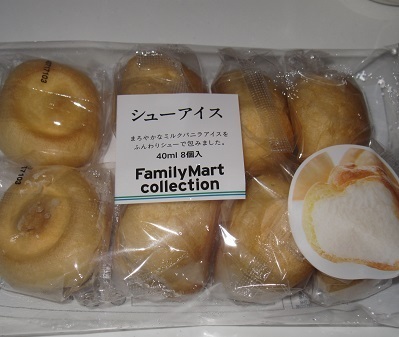 シューアイス
まろやかなミルクバニラアイスを
ふんわりシューで包みました。
40ml 8個入
FamilyMart
collection